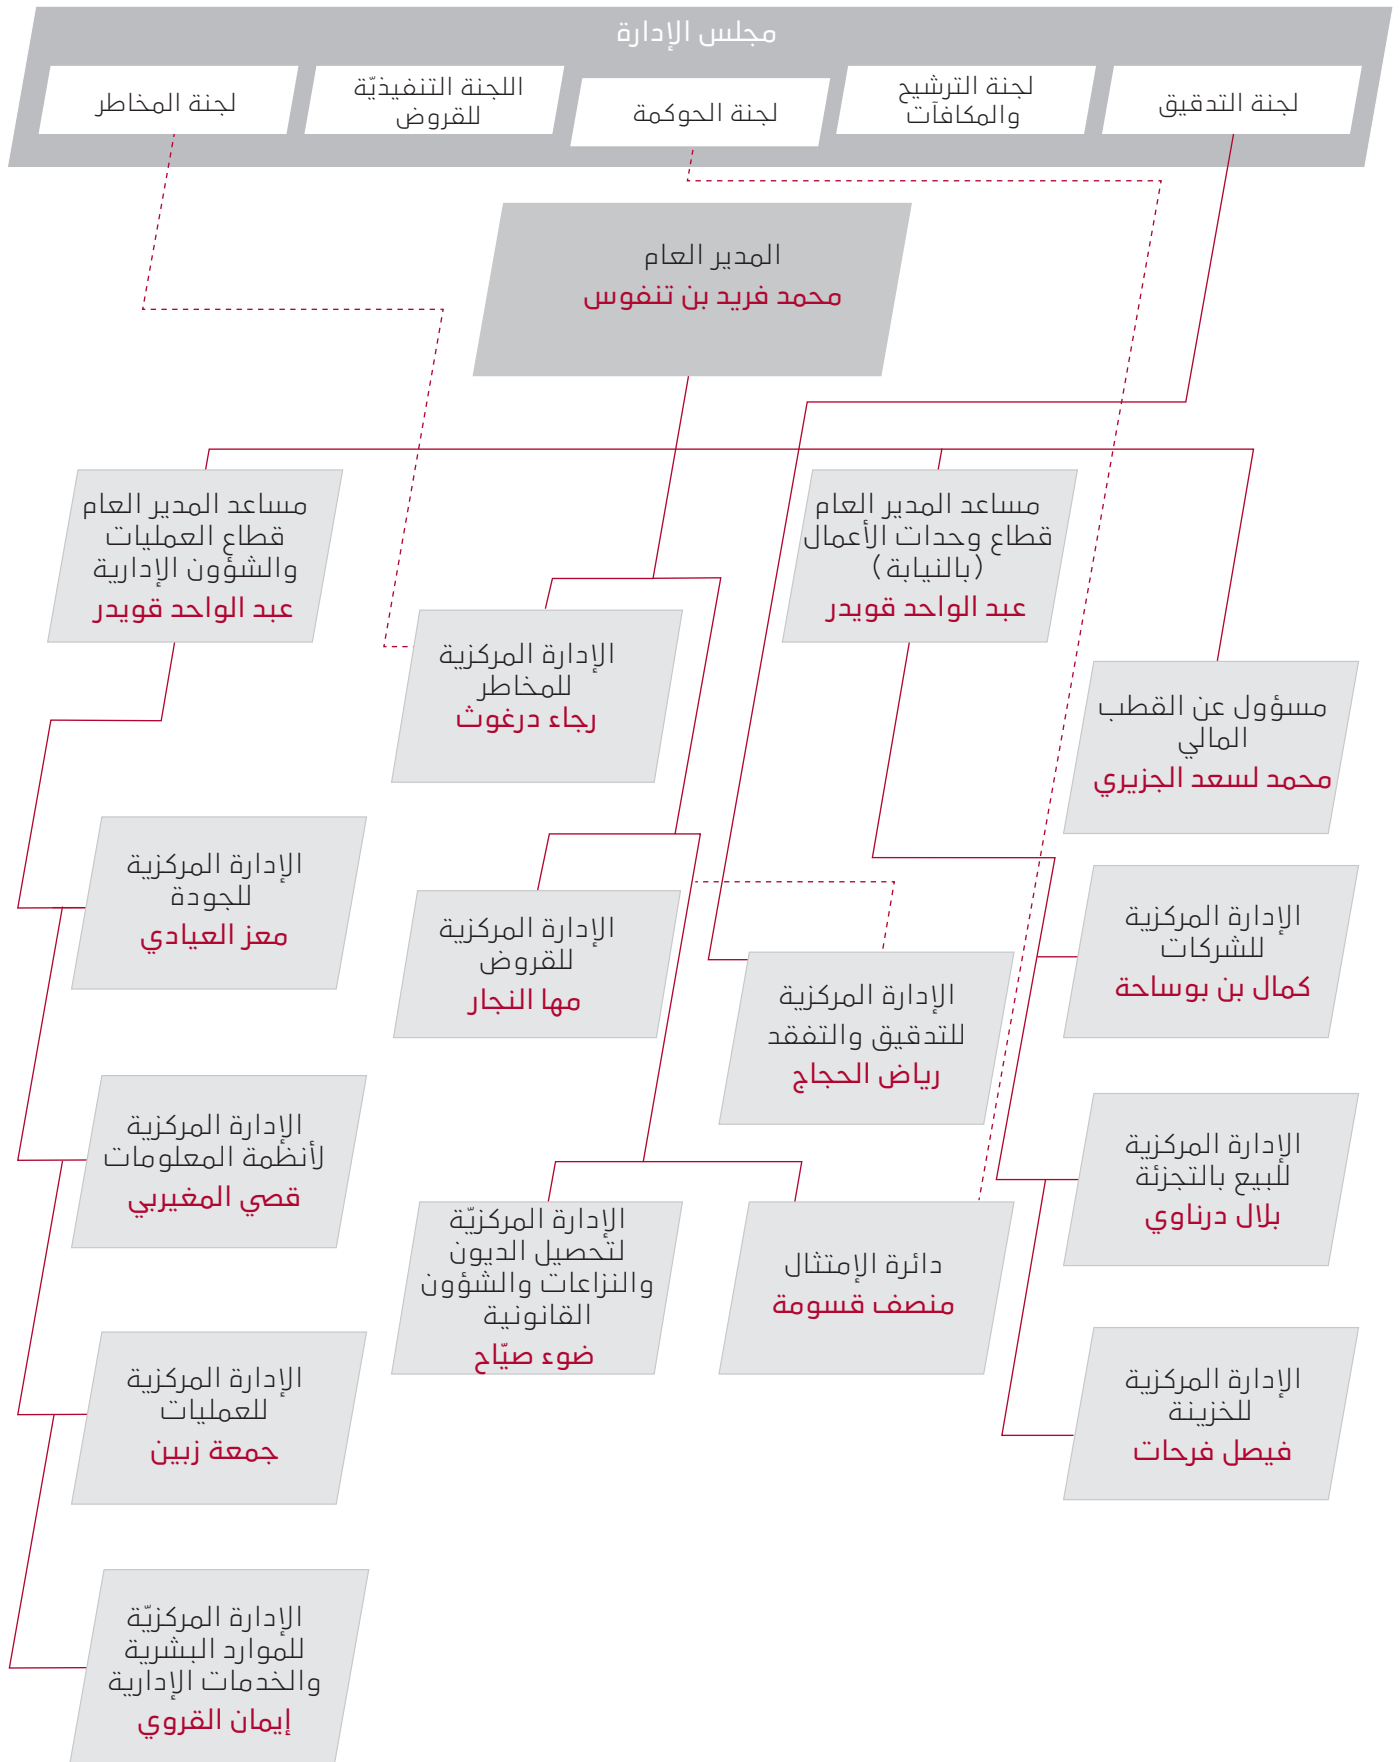 مجلس الإدارة
لجنة التدقيق
لجنة الترشيح
والمكافآت
لجنة الحوكمة
اللجنة التنفيذيّة
للقروض
لجنة المخاطر
المدير العام
محمد فريد بن تنفوس
مساعد المدير العام
قطاع وحدات الأعمال
(بالنيابة)
عبد الواحد قويدر
مساعد المدير العام
قطاع العمليات
والشؤون الإدارية
عبد الواحد قويدر
مسؤول عن القطب
المالي
محمد لسعد الجزيري
الإدارة المركزية
للمخاطر
رجاء درغوث
الإدارة المركزية
للشركات
كمال بن بوساحة
الإدارة المركزية
للتدقيق والتفقد
رياض الحجاج
الإدارة المركزية
للقروض
مها النجار
الإدارة المركزية
للجودة
معز العيادي
الإدارة المركزية
للبيع بالتجزئة
بلال درناوي
الإدارة المركزية
لأنظمة المعلومات
قصي المغيربي
دائرة الإمتثال
منصف قسومة
الإدارة المركزيّة
لتحصيل الديون
والنزاعات والشؤون
القانونية
ضوء صيّاح
الإدارة المركزية
للخزينة
فيصل فرحات
الإدارة المركزية
للعمليات
جمعة زبين
الإدارة المركزيّة
للموارد البشرية
والخدمات الإدارية
إيمان القروي